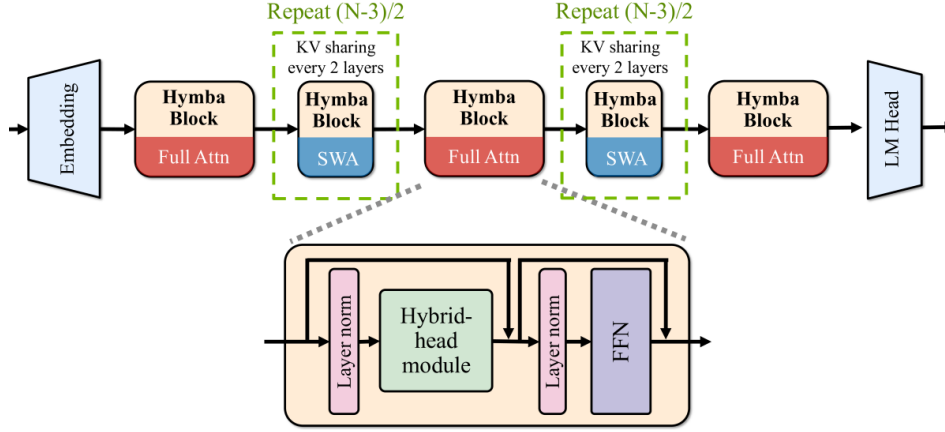 Repeat (N-3)/2
Repeat (N-3)/2
KV sharing
every 2 layers
KV sharing
every 2 layers
Embedding
Hymba
Block
Full Attn
Hymba
Block
SWA
Hymba
Block
Full Attn
Hymba
Block
SWA
Hymba
Block
Full Attn
LM Head
Layer norm
Hybrid-
head
module
Layer norm
FFN